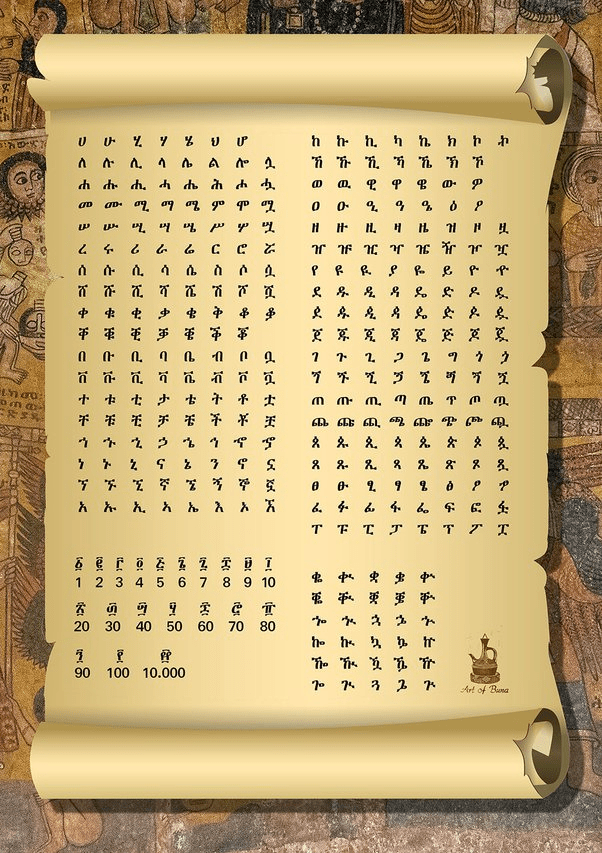 ሀ ሁ ሂ ሃ ሄ ህ ሆ
ለ ሉ ሊ ላ ሌ ል ሎ ሏ
ሐ ሑ ሒ ሓ ሔ ሕ ሖ ሗ
መ ሙ ሚ ማ ሜ ም ሞ ሟ
ሠ ሡ ሢ ሣ ሤ ሥ ሦ ሧ
ረ ሩ ሪ ራ ሬ ር ሮ ሯ
ሰ ሱ ሲ ሳ ሴ ስ ሶ ሷ
ሸ ሹ ሺ ሻ ሼ ሽ ሾ ሿ
ቀ ቁ ቂ ቃ ቄ ቅ ቆ ቇ
ቐ ቑ ቒ ቓ ቔ ቕ ቖ
በ ቡ ቢ ባ ቤ ብ ቦ ቧ
ቨ ቩ ቪ ቫ ቬ ቭ ቮ ቯ
ተ ቱ ቲ ታ ቴ ት ቶ ቷ
ቸ ቹ ቺ ቻ ቼ ች ቾ ቿ
ኀ ኁ ኂ ኃ ኄ ኅ ኆ ኇ
ነ ኑ ኒ ና ኔ ን ኖ ኗ
ኘ ኙ ኚ ኛ ኜ ኝ ኞ ኟ
አ ኡ ኢ ኣ ኤ እ ኦ ኧ
፩ ፪ ፫ ፬ ፭ ፮ ፯ ፰ ፱ ፲
1 2 3 4 5 6 7 8 9 10
፳ ፴ ፵ ፶ ፷ ፸ ፹
20 30 40 50 60 70 80
፺ ፻ ፼
90 100 10.000
ከ ኩ ኪ ካ ኬ ክ ኮ ኯ
ኸ ኹ ኺ ኻ ኼ ኽ ኾ
ወ ዉ ዊ ዋ ዌ ው ዎ
ዐ ዑ ዒ ዓ ዔ ዕ ዖ
ዘ ዙ ዚ ዛ ዜ ዝ ዞ ዟ
ዠ ዡ ዢ ዣ ዤ ዥ ዦ ዧ
የ ዩ ዪ ያ ዬ ይ ዮ ዯ
ደ ዱ ዲ ዳ ዴ ድ ዶ ዷ
ዸ ዹ ዺ ዻ ዼ ዽ ዾ ዿ
ጀ ጁ ጂ ጃ ጄ ጅ ጆ ጇ
ገ ጉ ጊ ጋ ጌ ግ ጎ ጏ
ጘ ጙ ጚ ጛ ጜ ጝ ጞ ጟ
ጠ ጡ ጢ ጣ ጤ ጥ ጦ ጧ
ጨ ጩ ጪ ጫ ጬ ጭ ጮ ጯ
ጰ ጱ ጲ ጳ ጴ ጵ ጶ ጷ
ጸ ጹ ጺ ጻ ጼ ጽ ጾ ጿ
ፀ ፁ ፂ ፃ ፄ ፅ ፆ ፇ
ፈ ፉ ፊ ፋ ፌ ፍ ፎ ፏ
ፐ ፑ ፒ ፓ ፔ ፕ ፖ ፗ
ቈ ቊ ቋ ቌ ቍ
ቘ ቚ ቛ ቜ ቝ
ኈ ኊ ኋ ኌ ኍ
ኰ ኲ ኳ ኴ ኵ
ዀ ዂ ዃ ዄ ዅ
ጐ ጒ ጓ ጔ ጕ
Art of Buna